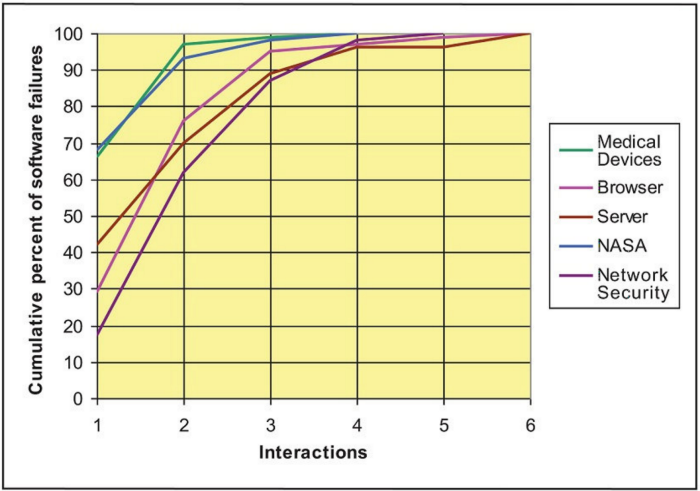 Cumulative percent of software failures
100
90
80
70
60
50
40
30
20
10
0
1 2 3 4 5 6
Interactions
Medical
Devices
Browser
Server
NASA
Network
Security